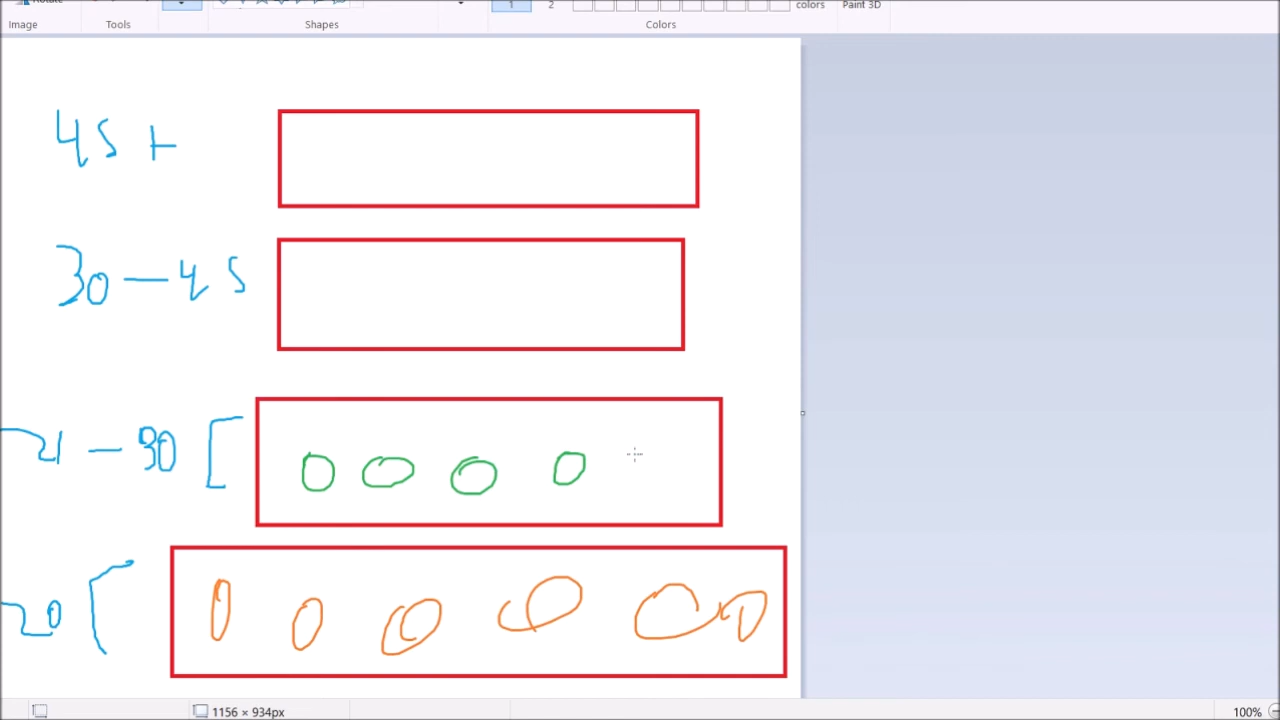 Image Tools Shapes 1 2 Colors colors Paint 3D
45+
30-45
21-30
20
1156 × 934px 100%